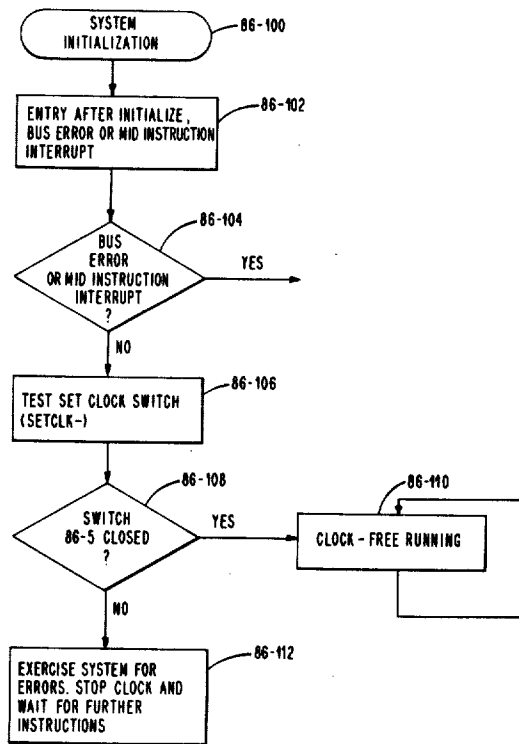 SYSTEM
INITIALIZATION
86-100
ENTRY AFTER INITIALIZE,
BUS ERROR OR MID INSTRUCTION
INTERRUPT
86-102
86-104
BUS
ERROR
OR MID INSTRUCTION
INTERRUPT
?
YES
NO
86-106
TEST SET CLOCK SWITCH
(SETCLK-)
86-108
SWITCH
86-5 CLOSED
?
YES
86-110
CLOCK-FREE RUNNING
NO
86-112
EXERCISE SYSTEM FOR
ERRORS. STOP CLOCK AND
WAIT FOR FURTHER
INSTRUCTIONS